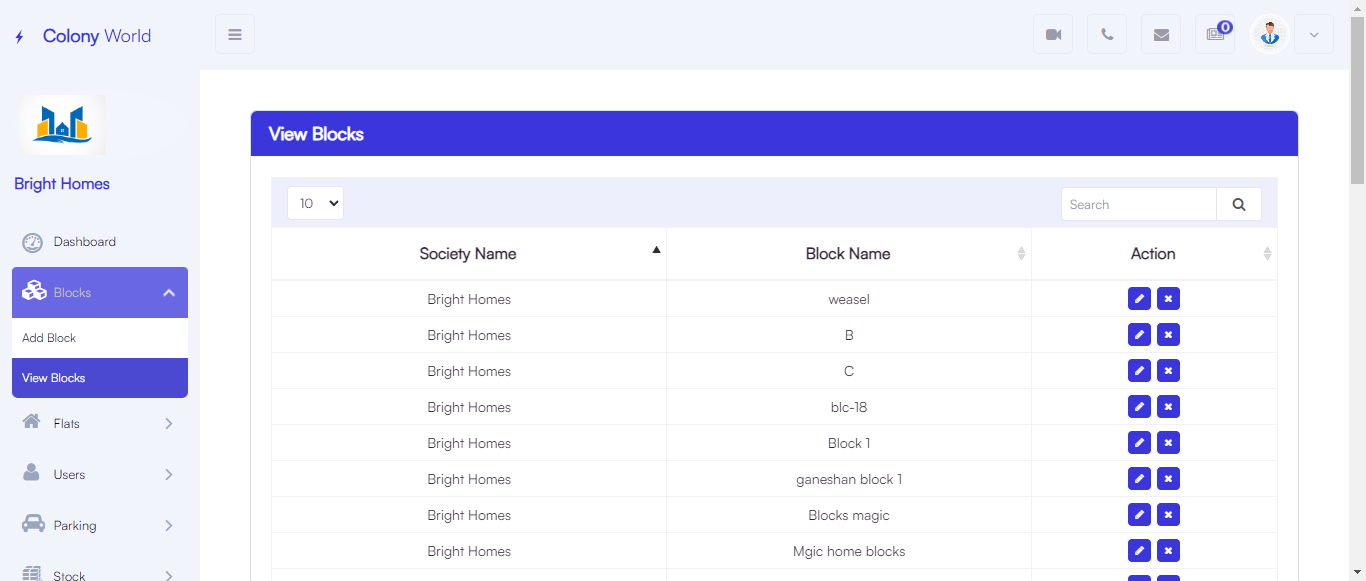 Colony World
0
Bright Homes
Dashboard
Blocks
Add Block
View Blocks
Flats
Users
Parking
Stock
View Blocks
10
Search
Society Name Block Name Action
Bright Homes weasel
Bright Homes B
Bright Homes C
Bright Homes blc-18
Bright Homes Block 1
Bright Homes ganeshan block 1
Bright Homes Blocks magic
Bright Homes Mgic home blocks